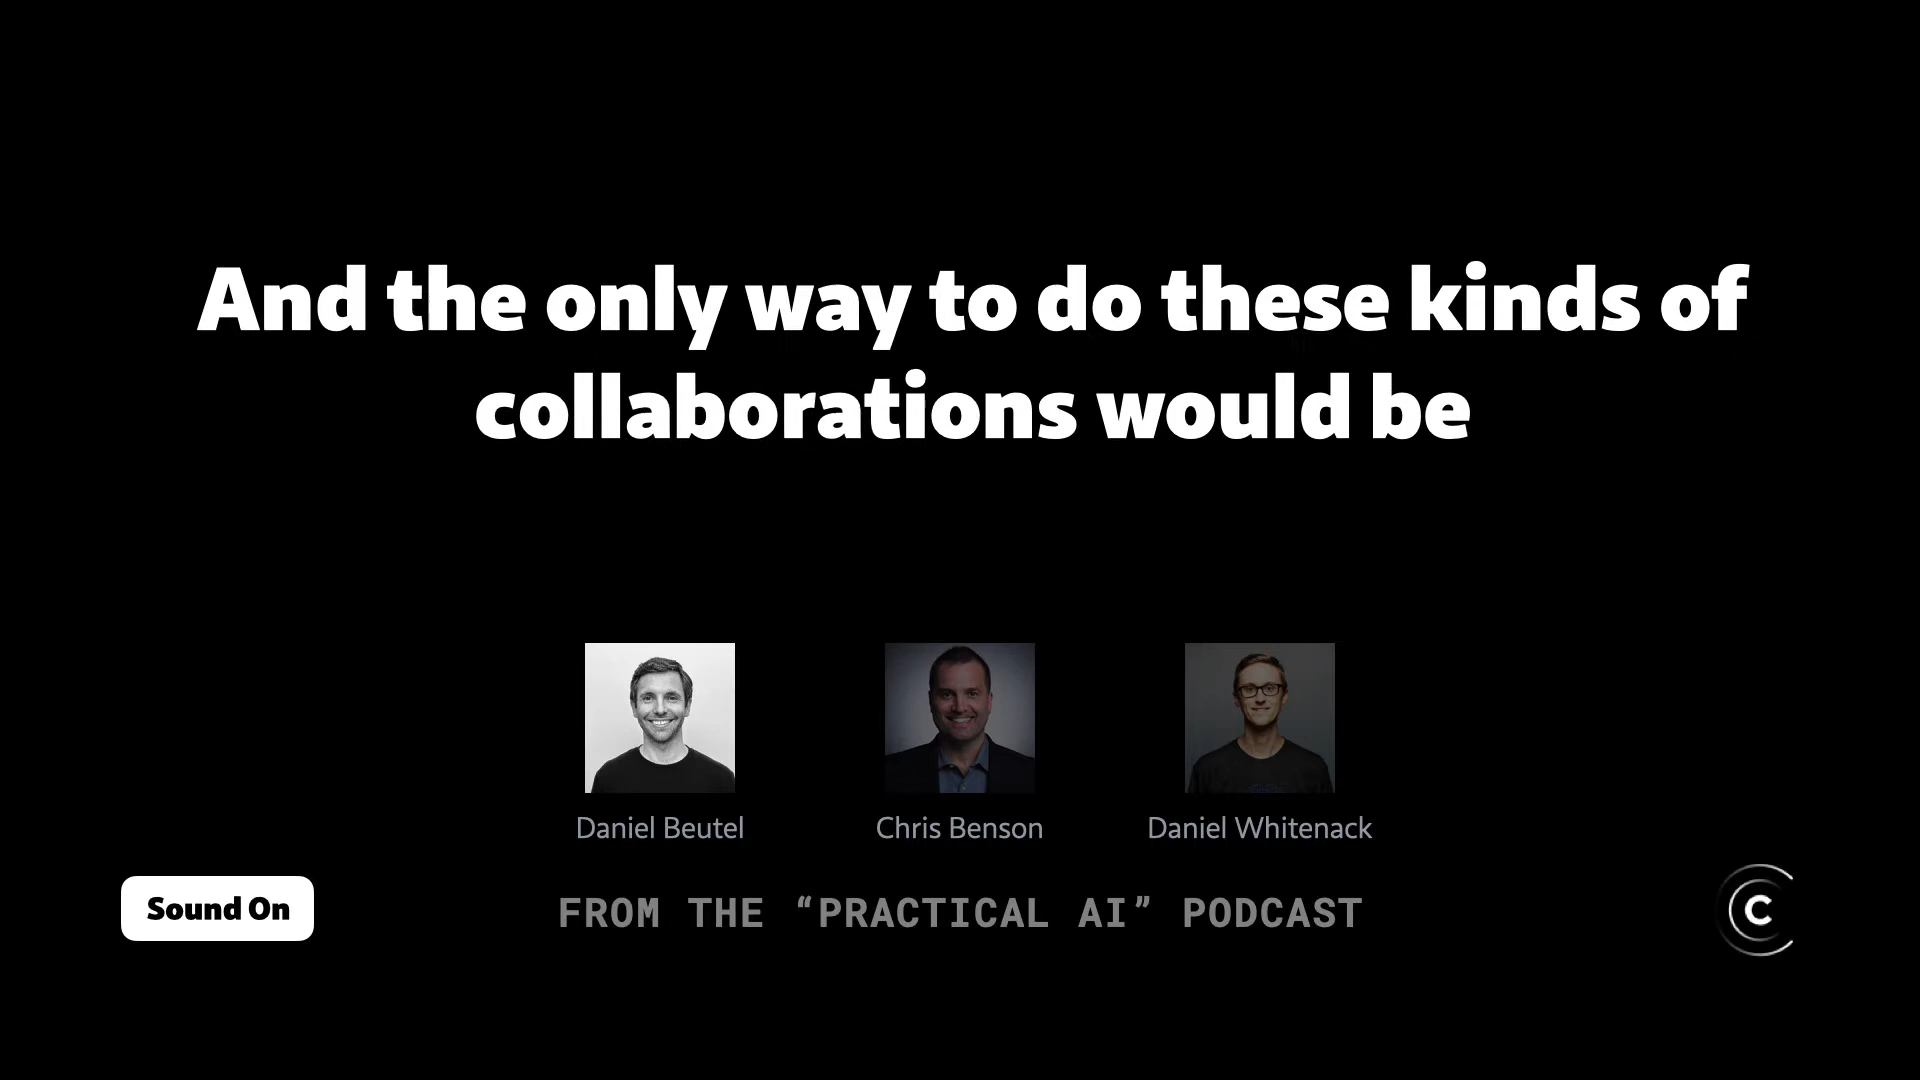 And the only way to do these kinds of
collaborations would be
Daniel Beutel
Chris Benson
Daniel Whitenack
Sound On
FROM THE “PRACTICAL AI” PODCAST
C